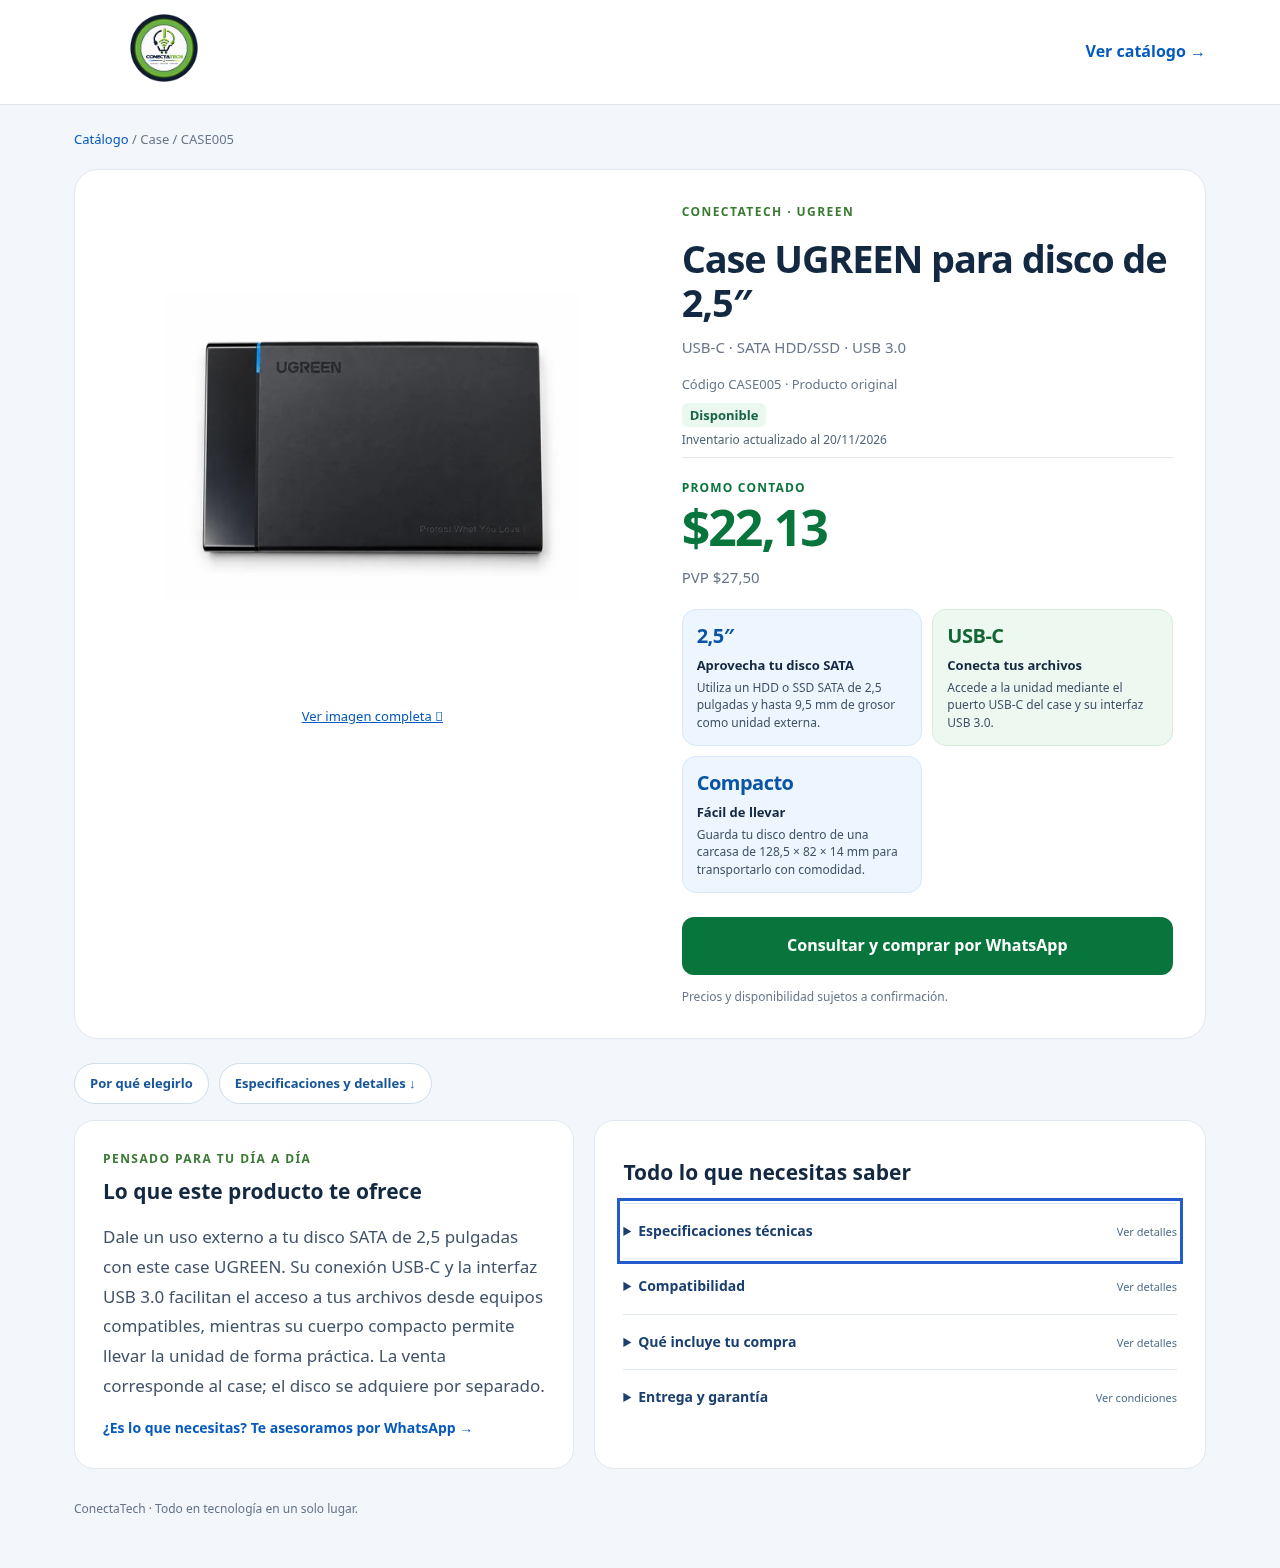 CONECTATECH
Ver catálogo →
Catálogo / Case / CASE005
UGREEN
Protect What You Love
Ver imagen completa
CONECTATECH · UGREEN
Case UGREEN para disco de
2,5″
USB-C · SATA HDD/SSD · USB 3.0
Código CASE005 · Producto original
Disponible
Inventario actualizado al 20/11/2026
PROMO CONTADO
$22,13
PVP $27,50
2,5″
Aprovecha tu disco SATA
Utiliza un HDD o SSD SATA de 2,5
pulgadas y hasta 9,5 mm de grosor
como unidad externa.
USB-C
Conecta tus archivos
Accede a la unidad mediante el
puerto USB-C del case y su interfaz
USB 3.0.
Compacto
Fácil de llevar
Guarda tu disco dentro de una
carcasa de 128,5 × 82 × 14 mm para
transportarlo con comodidad.
Consultar y comprar por WhatsApp
Precios y disponibilidad sujetos a confirmación.
Por qué elegirlo
Especificaciones y detalles ↓
PENSADO PARA TU DÍA A DÍA
Lo que este producto te ofrece
Dale un uso externo a tu disco SATA de 2,5 pulgadas
con este case UGREEN. Su conexión USB-C y la interfaz
USB 3.0 facilitan el acceso a tus archivos desde equipos
compatibles, mientras su cuerpo compacto permite
llevar la unidad de forma práctica. La venta
corresponde al case; el disco se adquiere por separado.
¿Es lo que necesitas? Te asesoramos por WhatsApp →
Todo lo que necesitas saber
▶ Especificaciones técnicas Ver detalles
▶ Compatibilidad Ver detalles
▶ Qué incluye tu compra Ver detalles
▶ Entrega y garantía Ver condiciones
ConectaTech · Todo en tecnología en un solo lugar.